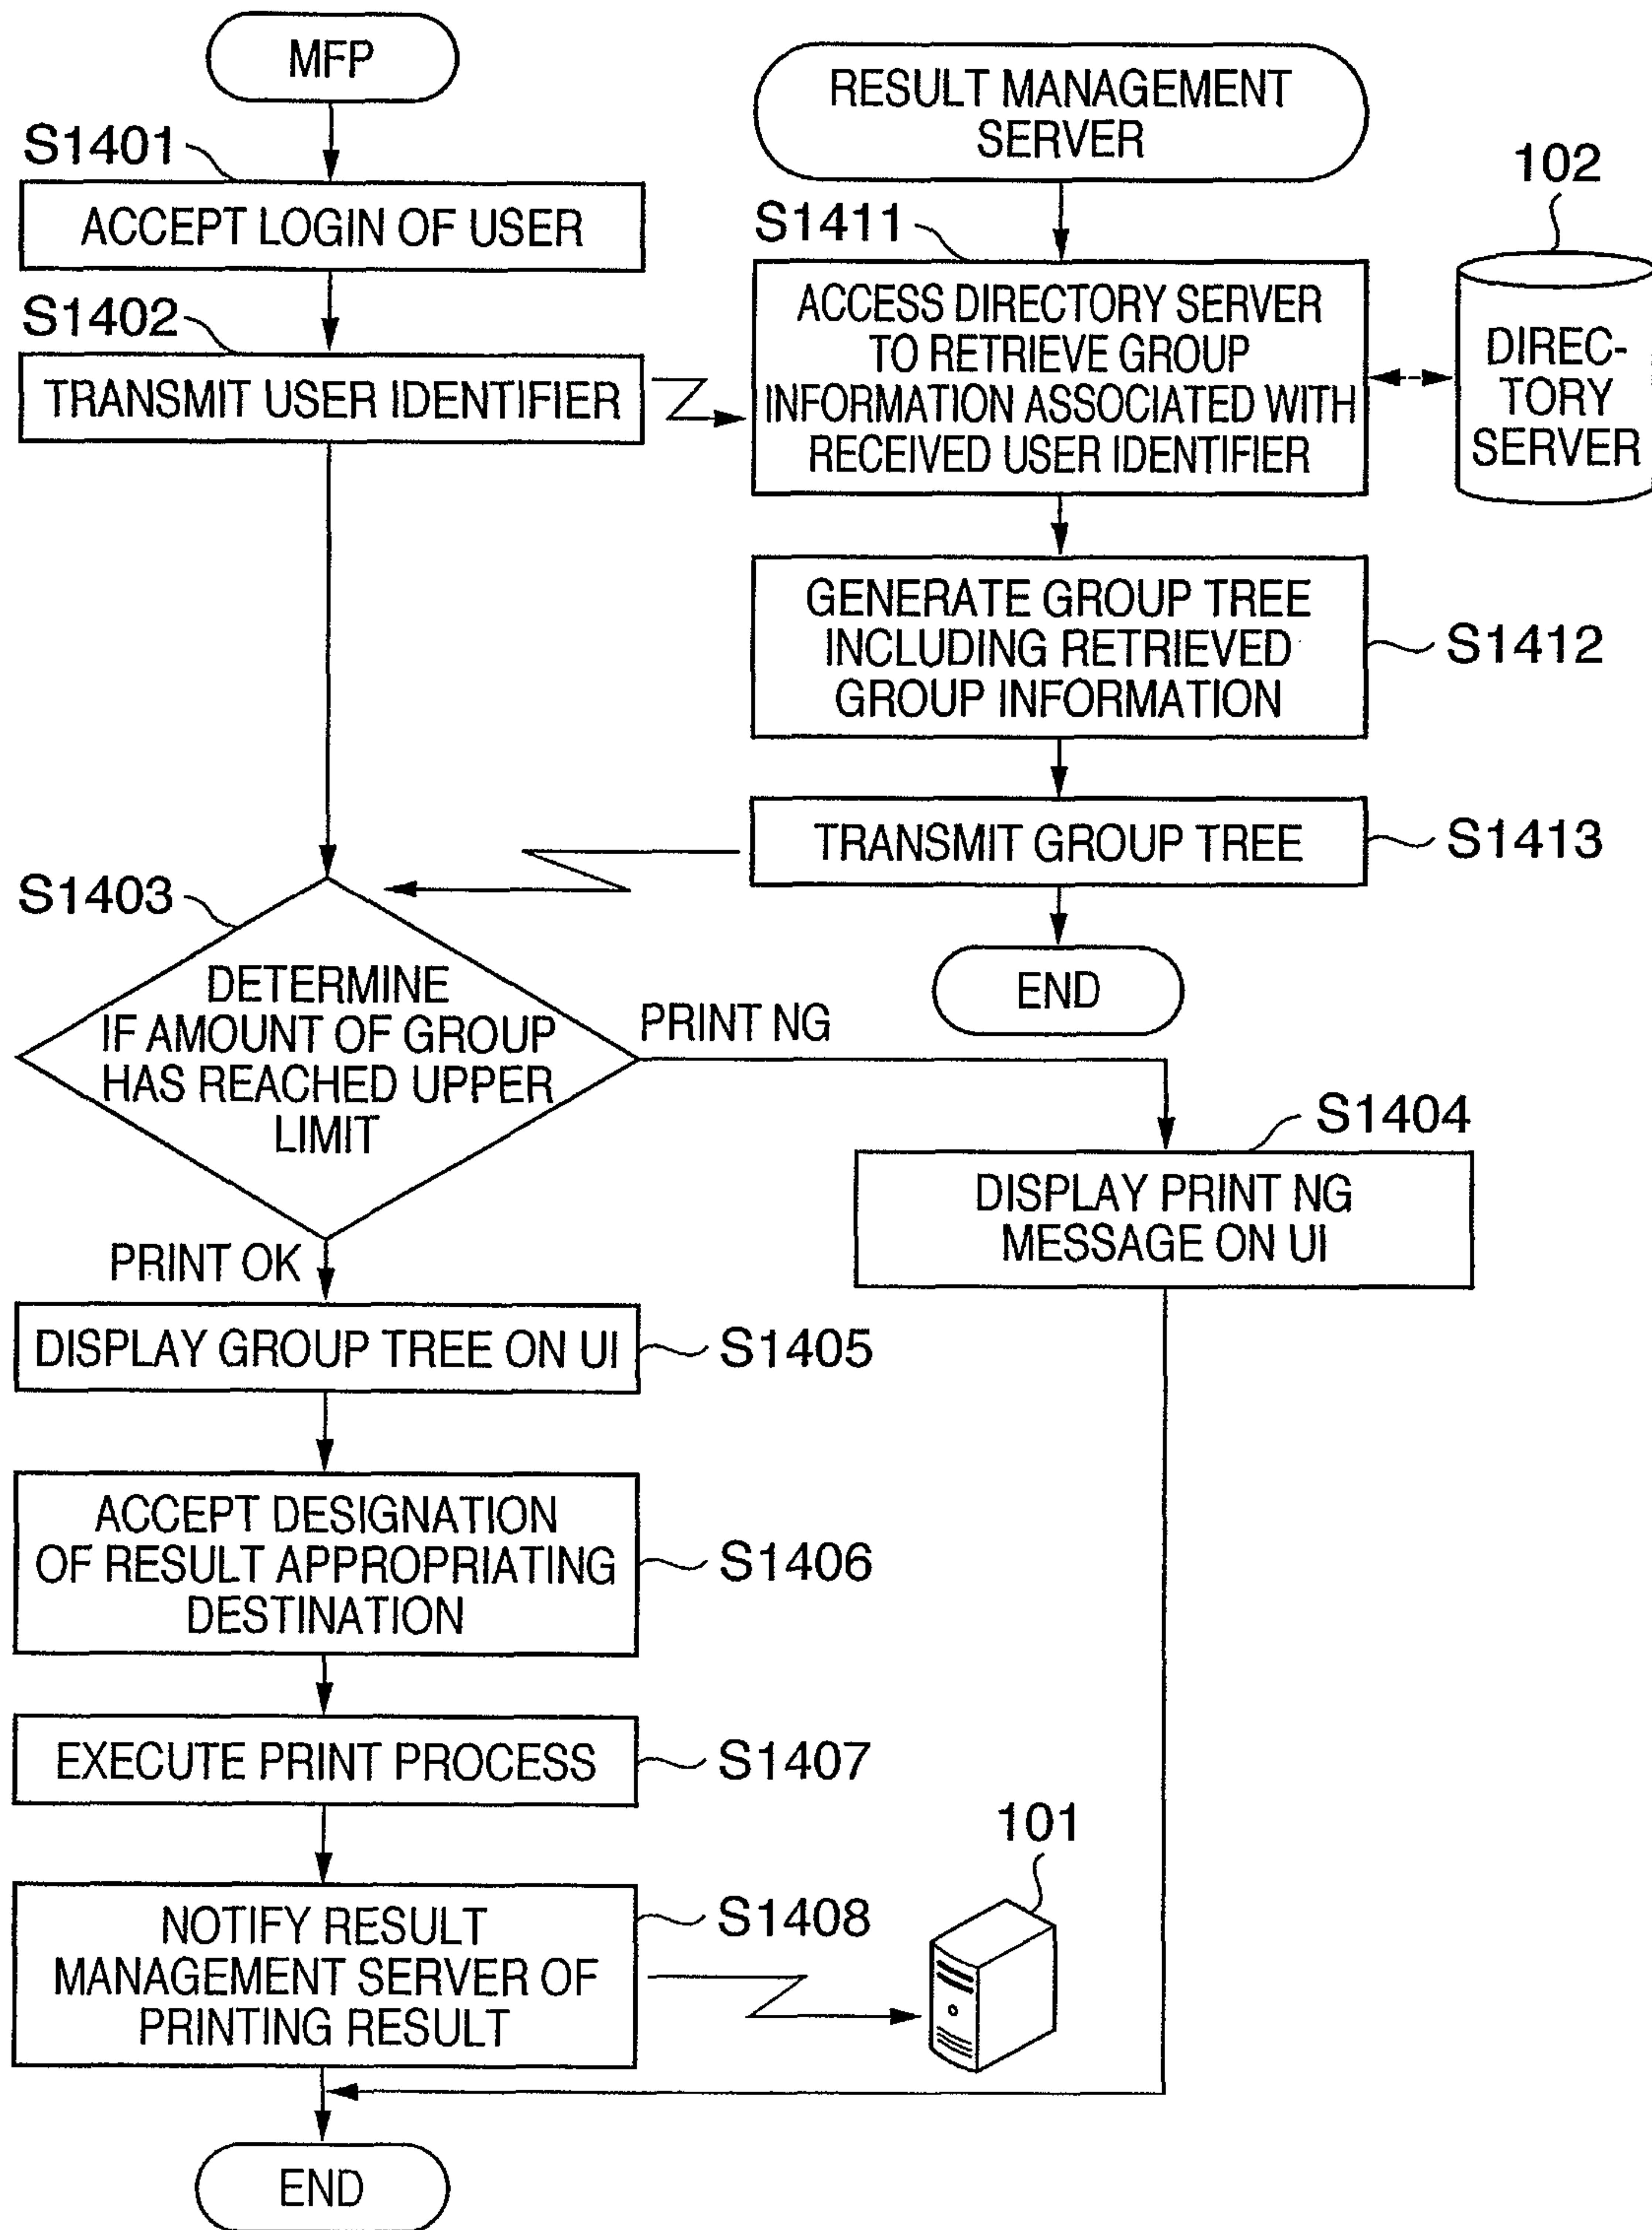 MFP
S1401
ACCEPT LOGIN OF USER
S1402
TRANSMIT USER IDENTIFIER
RESULT MANAGEMENT
SERVER
S1411
ACCESS DIRECTORY SERVER
TO RETRIEVE GROUP
INFORMATION ASSOCIATED WITH
RECEIVED USER IDENTIFIER
102
DIREC-
TORY
SERVER
GENERATE GROUP TREE
INCLUDING RETRIEVED
GROUP INFORMATION
S1412
TRANSMIT GROUP TREE
S1413
END
S1403
DETERMINE
IF AMOUNT OF GROUP
HAS REACHED UPPER
LIMIT
PRINT NG
S1404
DISPLAY PRINT NG
MESSAGE ON UI
PRINT OK
DISPLAY GROUP TREE ON UI
S1405
ACCEPT DESIGNATION
OF RESULT APPROPRIATING
DESTINATION
S1406
EXECUTE PRINT PROCESS
S1407
NOTIFY RESULT
MANAGEMENT SERVER OF
PRINTING RESULT
S1408
101
END